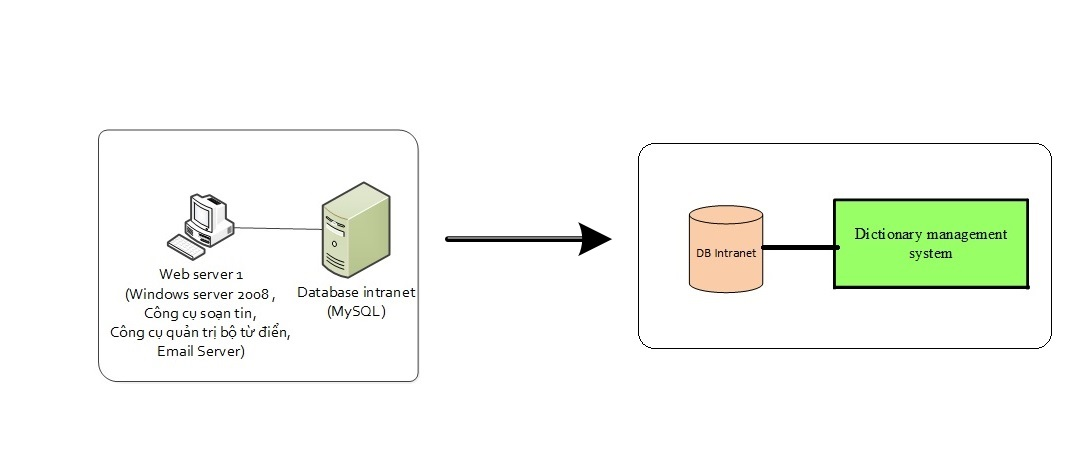 Web server 1
(Windows server 2008 ,
Công cụ soạn tin,
Công cụ quản trị bộ từ điển,
Email Server)
Database intranet
(MySQL)
DB Intranet
Dictionary management
system